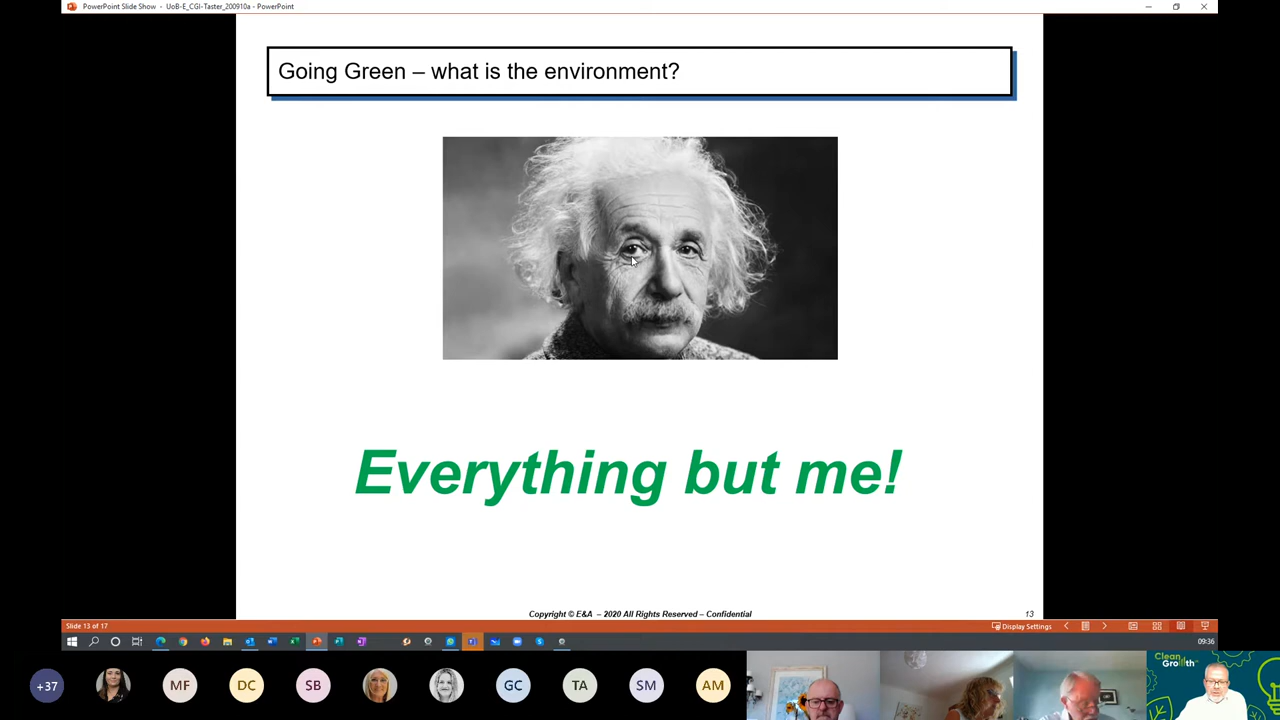 PowerPoint Slide Show - UoB-E_CGI-Taster_200910a - PowerPoint
Going Green – what is the environment?
Everything but me!
Copyright © E&A – 2020 All Rights Reserved – Confidential
13
Slide 13 of 17
Display Settings
09:36
+37
MF
DC
SB
GC
TA
SM
AM
Clean
Growth